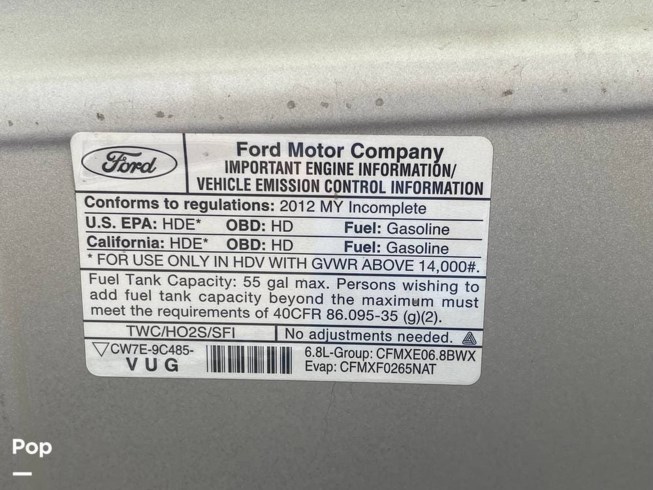 Ford
Ford Motor Company
IMPORTANT ENGINE INFORMATION/
VEHICLE EMISSION CONTROL INFORMATION
Conforms to regulations: 2012 MY Incomplete
U.S. EPA: HDE* OBD: HD Fuel: Gasoline
California: HDE* OBD: HD Fuel: Gasoline
* FOR USE ONLY IN HDV WITH GVWR ABOVE 14,000#.
Fuel Tank Capacity: 55 gal max. Persons wishing to
add fuel tank capacity beyond the maximum must
meet the requirements of 40CFR 86.095-35 (g)(2).
TWC/HO2S/SFI No adjustments needed.
CW7E-9C485- 6.8L-Group: CFMXE06.8BWX
VUG Evap: CFMXF0265NAT
Pop